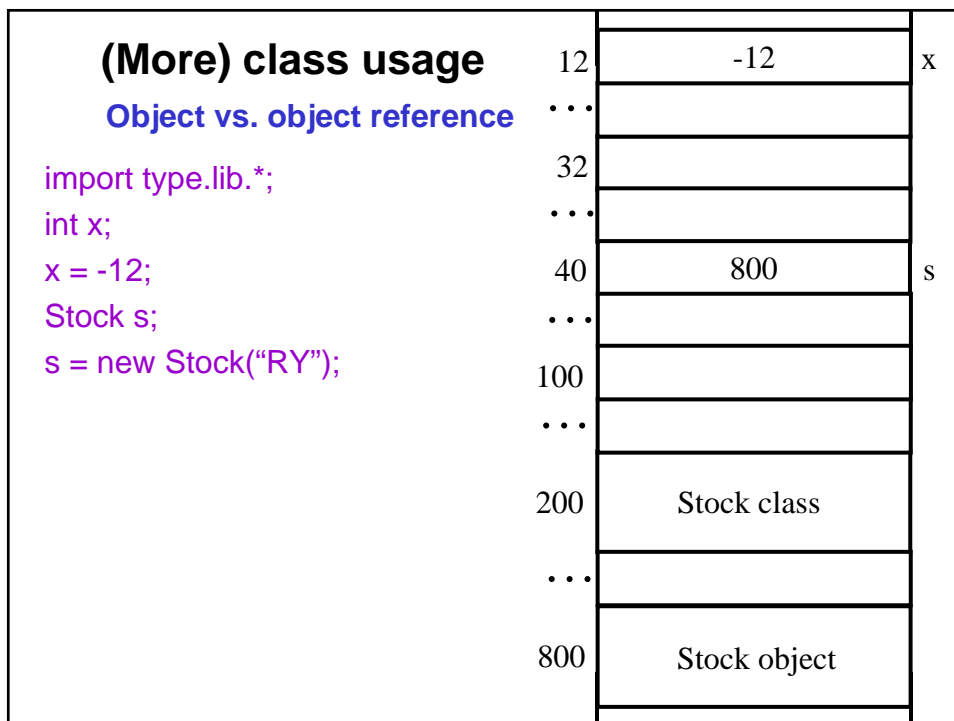 (More) class usage
Object vs. object reference
import type.lib.*;
int x;
x = -12;
Stock s;
s = new Stock(“RY”);
12 -12 x
...
32
...
40 800 s
...
100
...
200 Stock class
...
800 Stock object